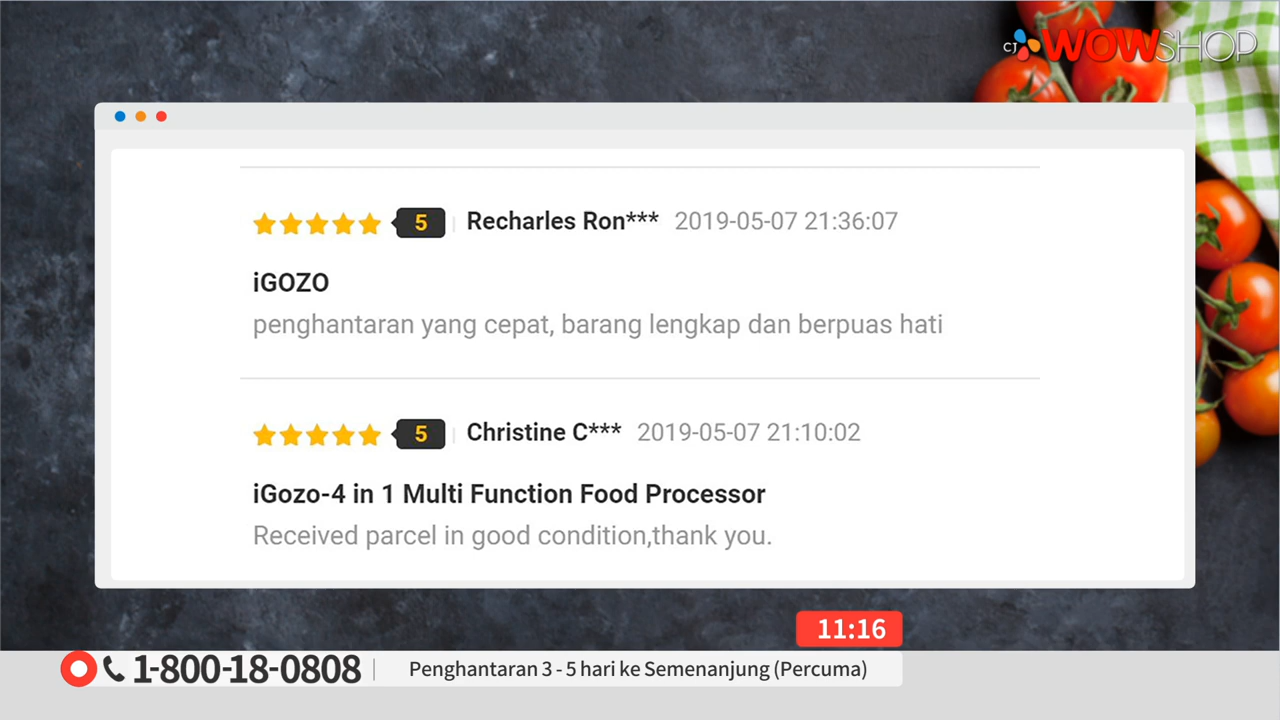 CJ WOWSHOP
5 Recharles Ron*** 2019-05-07 21:36:07
iGOZO
penghantaran yang cepat, barang lengkap dan berpuas hati
5 Christine C*** 2019-05-07 21:10:02
iGozo-4 in 1 Multi Function Food Processor
Received parcel in good condition,thank you.
11:16
1-800-18-0808 Penghantaran 3 - 5 hari ke Semenanjung (Percuma)